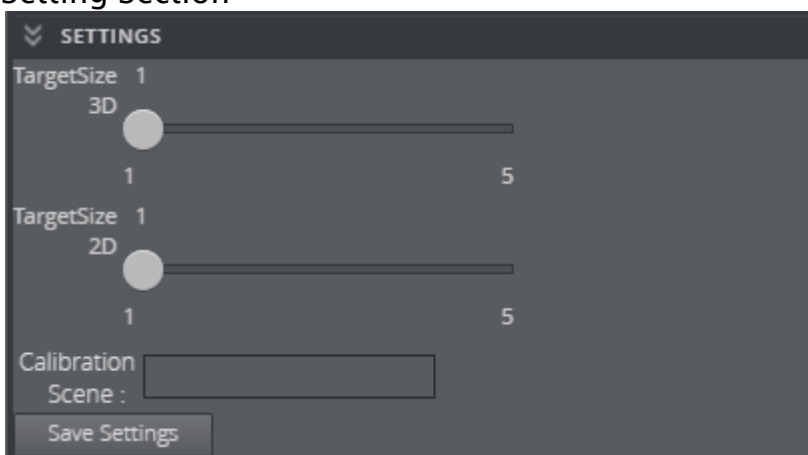 Setting Section
SETTINGS
TargetSize 1
3D
1 5
TargetSize 1
2D
1 5
Calibration
Scene :
Save Settings